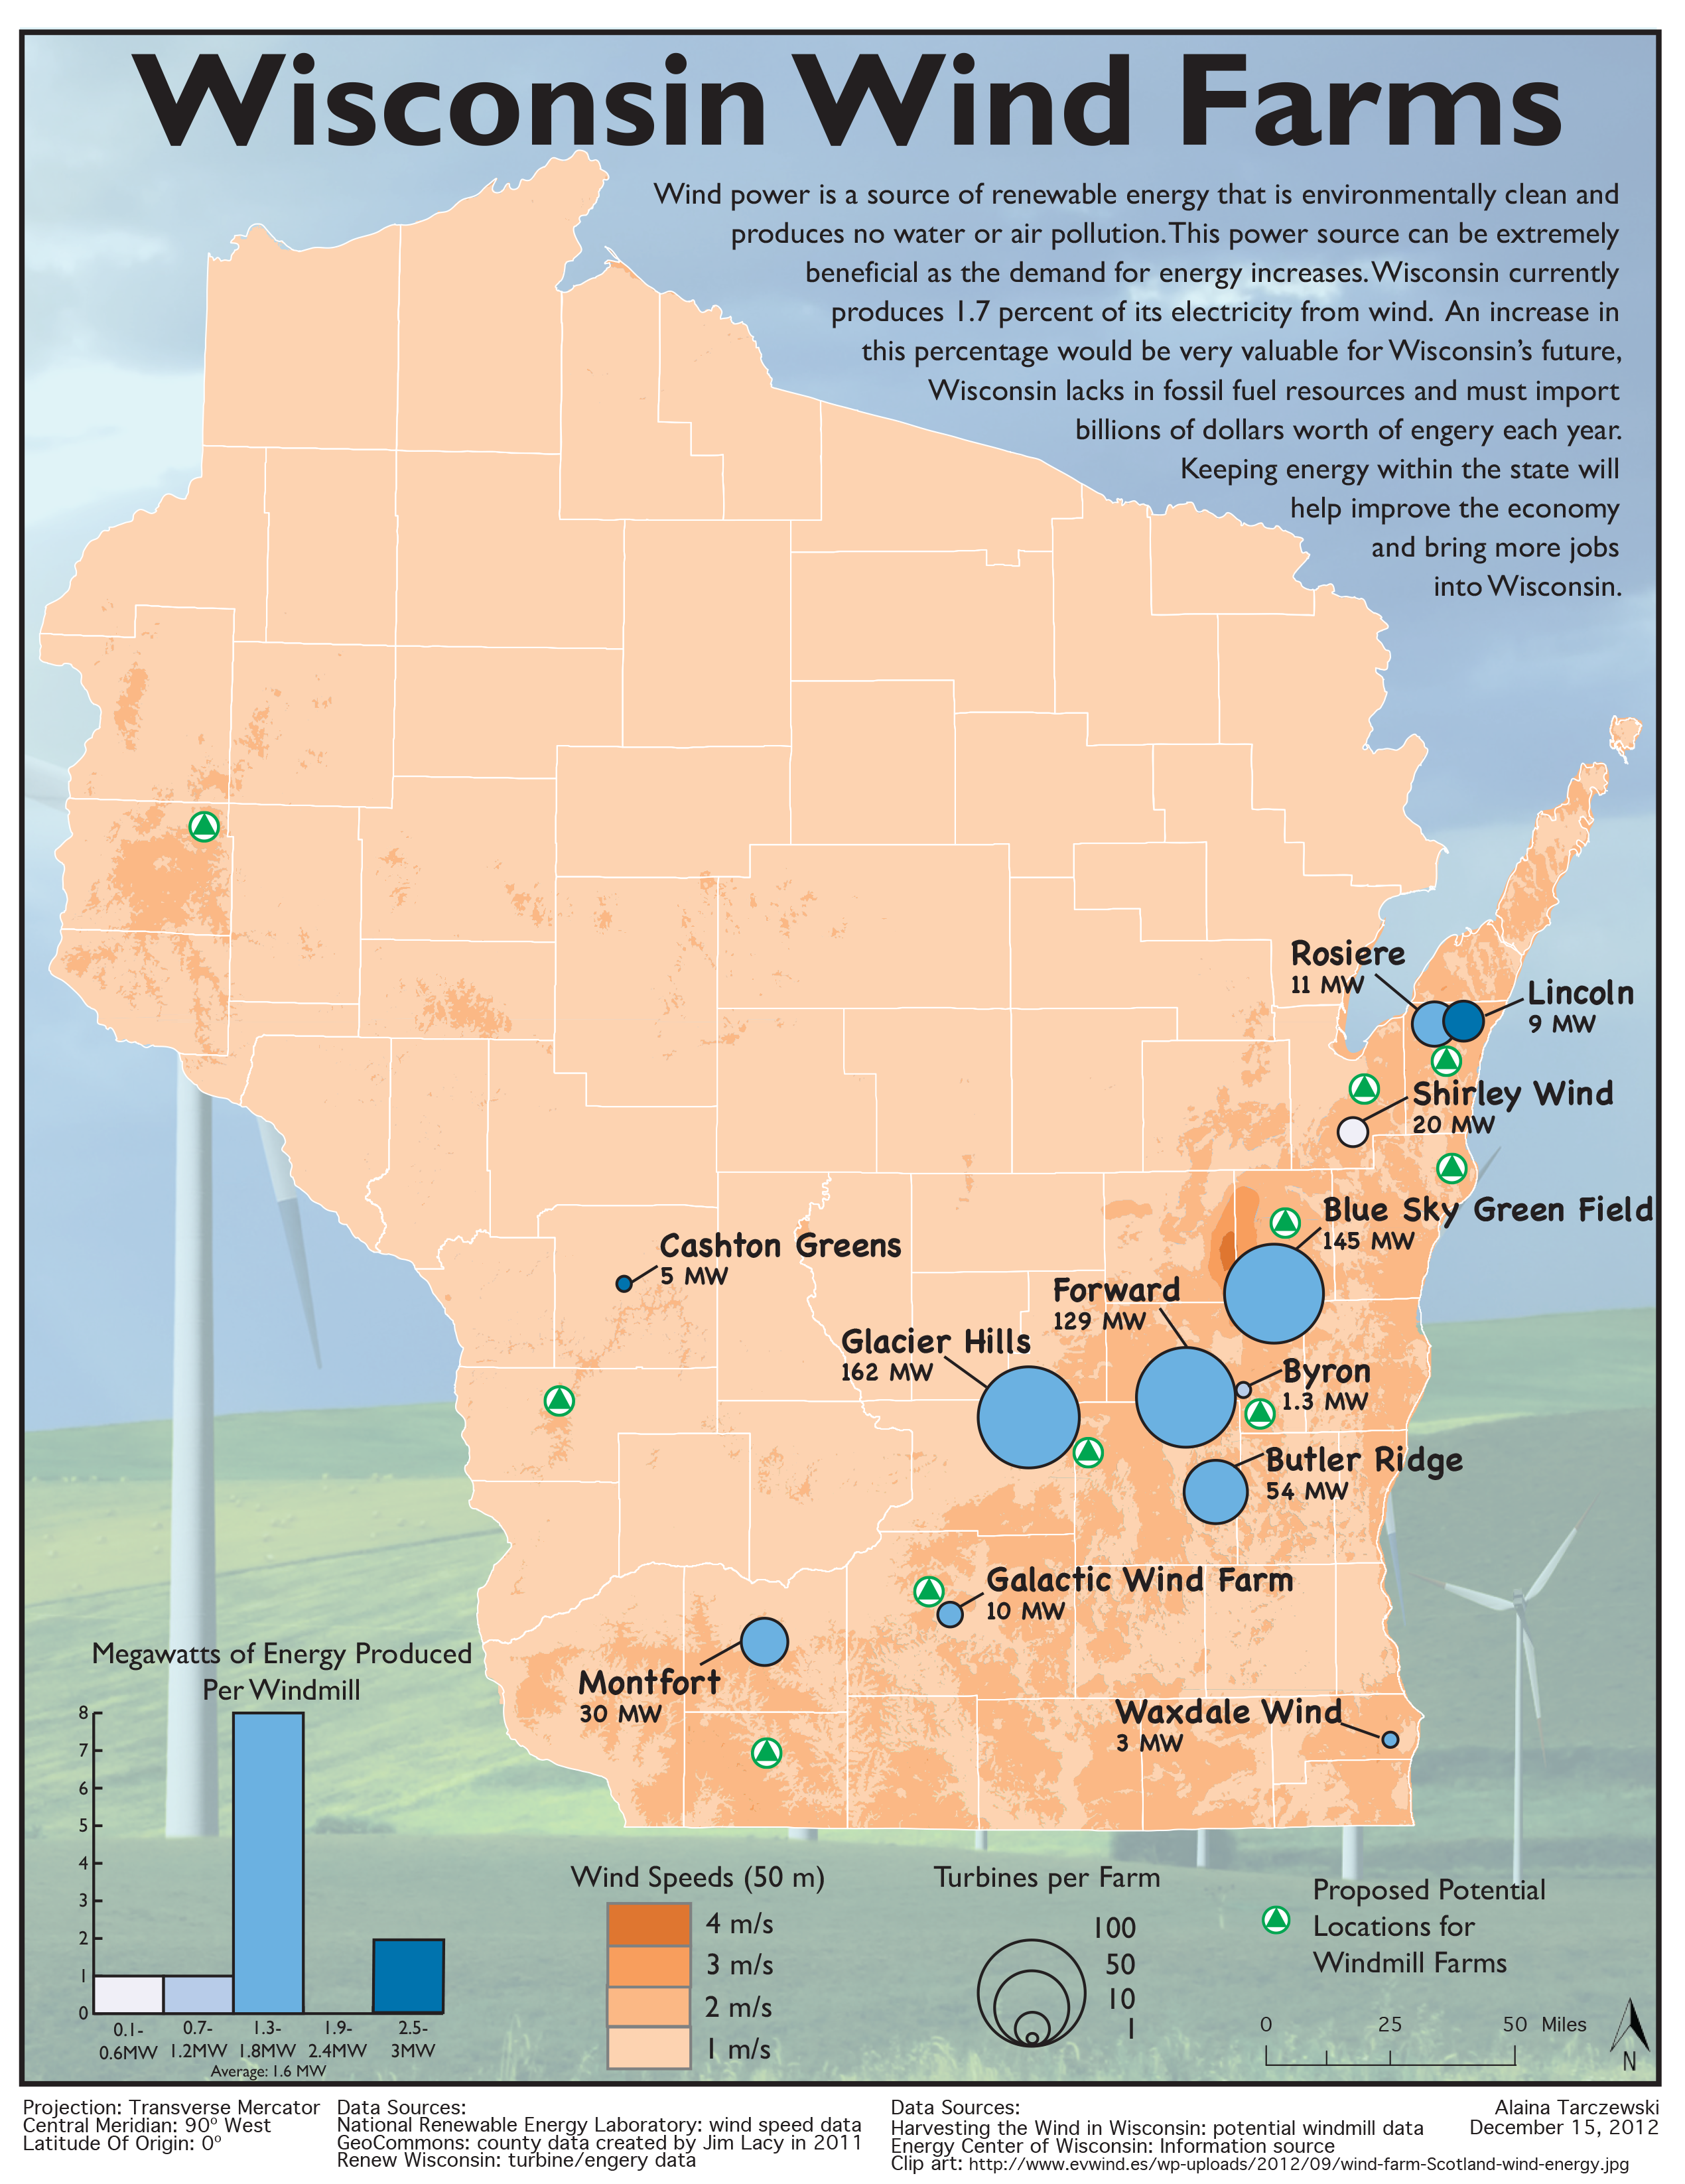 Wisconsin Wind Farms
Wind power is a source of renewable energy that is environmentally clean and
produces no water or air pollution. This power source can be extremely
beneficial as the demand for energy increases. Wisconsin currently
produces 1.7 percent of its electricity from wind. An increase in
this percentage would be very valuable for Wisconsin's future,
Wisconsin lacks in fossil fuel resources and must import
billions of dollars worth of engery each year.
Keeping energy within the state will
help improve the economy
and bring more jobs
into Wisconsin.
Rosiere
11 MW
Lincoln
9 MW
Shirley Wind
20 MW
Blue Sky Green Field
145 MW
Cashton Greens
5 MW
Forward
129 MW
Glacier Hills
162 MW
Byron
1.3 MW
Butler Ridge
54 MW
Galactic Wind Farm
10 MW
Montfort
30 MW
Waxdale Wind
3 MW
Megawatts of Energy Produced
Per Windmill
8
7
6
5
4
3
2
1
0
0.1-
0.6MW
0.7-
1.2MW
1.3-
1.8MW
1.9-
2.4MW
2.5-
3MW
Average: 1.6 MW
Wind Speeds (50 m)
4 m/s
3 m/s
2 m/s
1 m/s
Turbines per Farm
100
50
10
1
Proposed Potential
Locations for
Windmill Farms
0 25 50 Miles
N
Projection: Transverse Mercator
Central Meridian: 90º West
Latitude Of Origin: 0º
Data Sources:
National Renewable Energy Laboratory: wind speed data
GeoCommons: county data created by Jim Lacy in 2011
Renew Wisconsin: turbine/engery data
Data Sources:
Harvesting the Wind in Wisconsin: potential windmill data
Energy Center of Wisconsin: Information source
Clip art: http://www.evwind.es/wp-uploads/2012/09/wind-farm-Scotland-wind-energy.jpg
Alaina Tarczewski
December 15, 2012